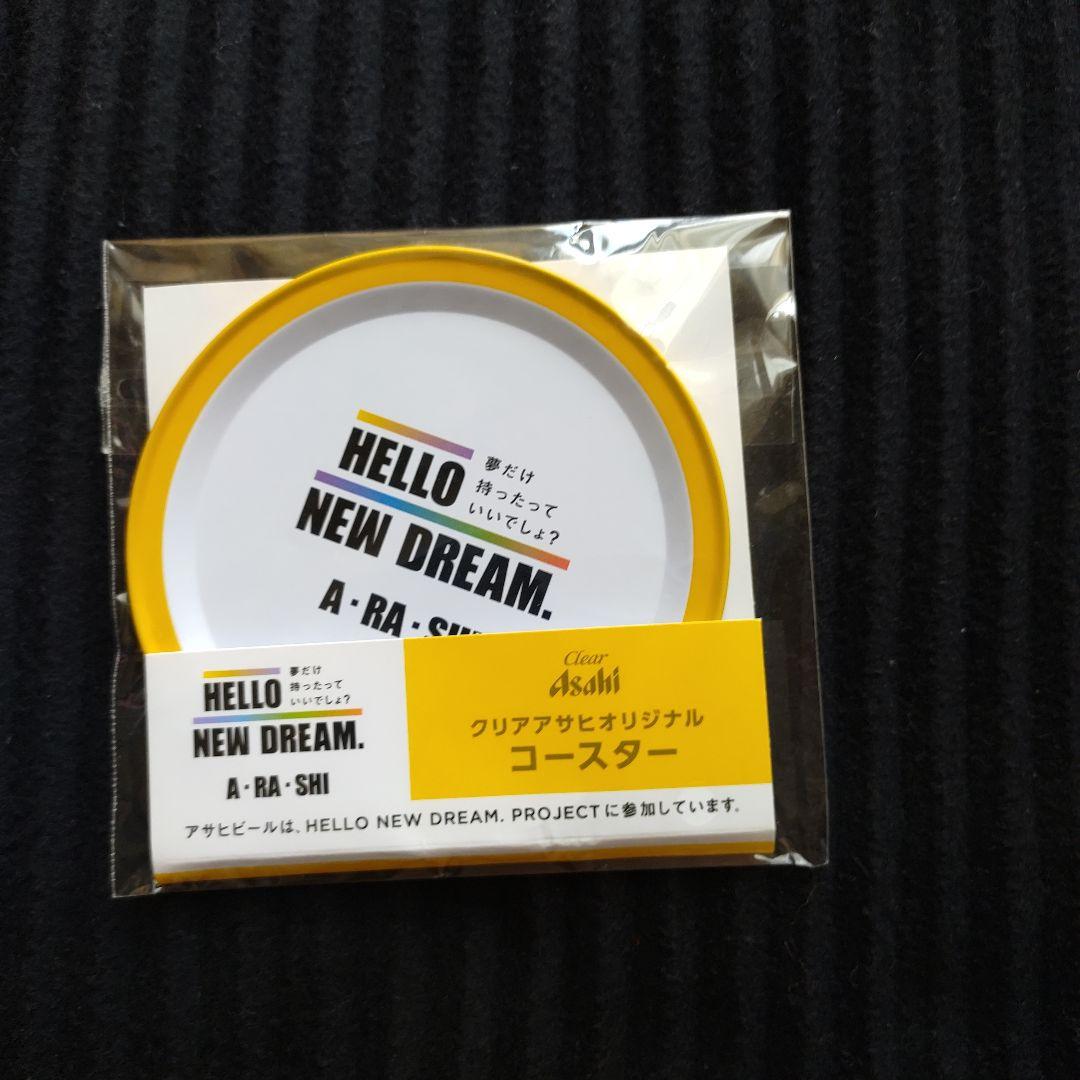 HELLO
夢だけ
持ったって
いいでしょ?
NEW DREAM.
A・RA・SHI
HELLO
夢だけ
持ったって
いいでしょ?
NEW DREAM.
A・RA・SHI
アサヒビールは、HELLO NEW DREAM. PROJECTに参加しています。
Clear
Asahi
クリアアサヒオリジナル
コースター